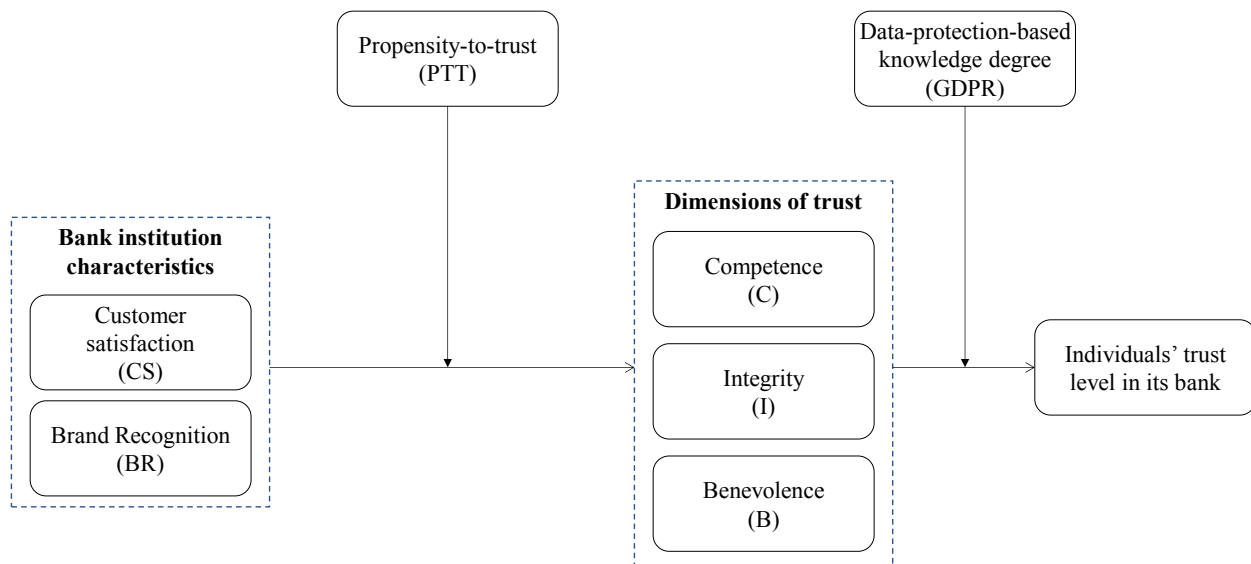 Propensity-to-trust
(PTT)
Data-protection-based
knowledge degree
(GDPR)
Bank institution
characteristics
Customer
satisfaction
(CS)
Brand Recognition
(BR)
Dimensions of trust
Competence
(C)
Integrity
(I)
Benevolence
(B)
Individuals’ trust
level in its bank